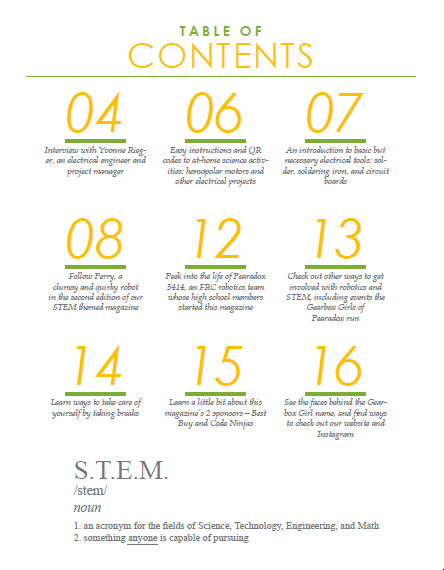 TABLE OF
CONTENTS
04
Interview with Yvonne Rieg-
er, an electrical engineer and
project manager
06
Easy instructions and QR
codes to at-home science activ-
ities: homopolar motors and
other electrical projects
07
An introduction to basic but
necessary electrical tools: sol-
der, soldering iron, and circuit
boards
08
Follow Perry, a
clumsy and quirky robot
in the second edition of our
STEM themed magazine
12
Peek into the life of Pearadox
5414, an FRC robotics team
whose high school members
started this magazine
13
Check out other ways to get
involved with robotics and
STEM, including events the
Gearbox Girls of
Pearadox run
14
Learn ways to take care of
yourself by taking breaks
15
Learn a little bit about this
magazine's 2 sponsors – Best
Buy and Code Ninjas
16
See the faces behind the Gear-
box Girl name, and find ways
to check out our website and
Instagram
S.T.E.M.
/stem/
noun
1. an acronym for the fields of Science, Technology, Engineering, and Math
2. something anyone is capable of pursuing